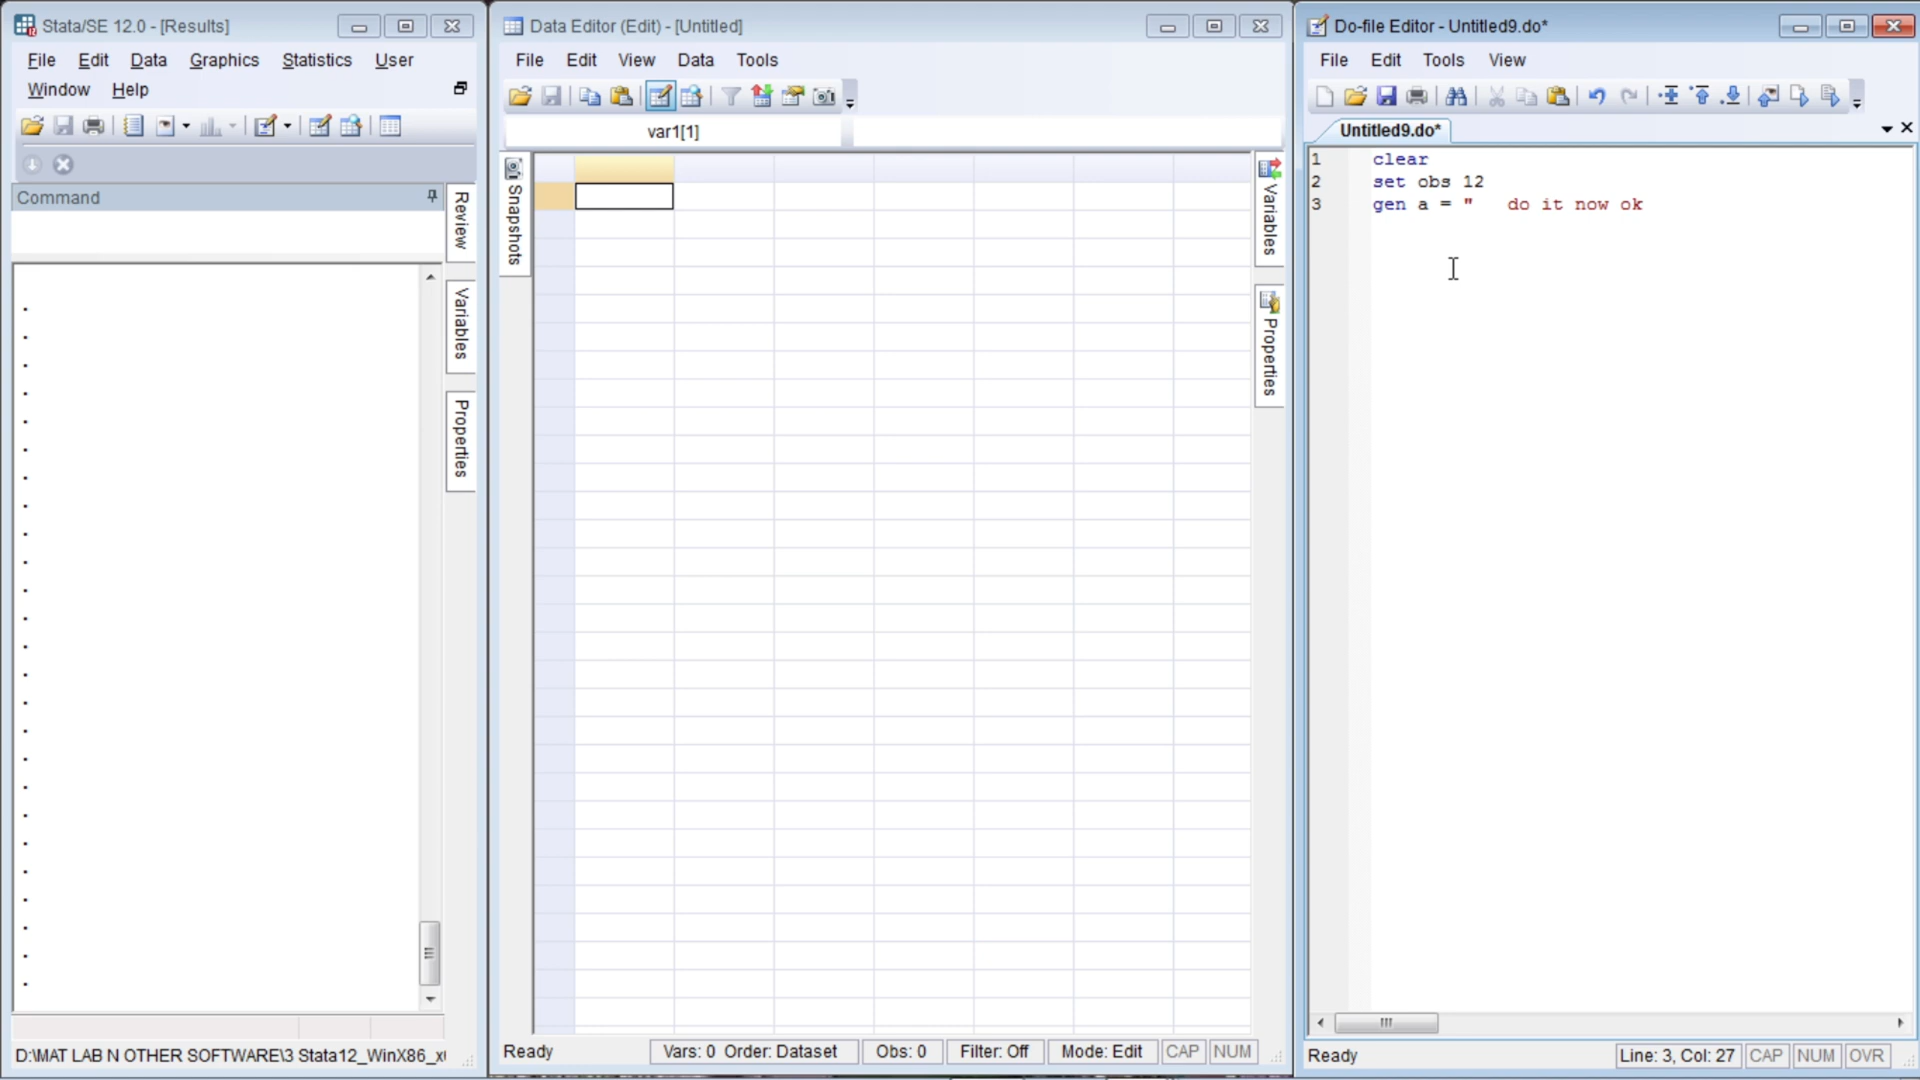 Stata/SE 12.0 - [Results]
File Edit Data Graphics Statistics User
Window Help
Command
Review
Variables
Properties
D:\MAT LAB N OTHER SOFTWARE\3 Stata12_WinX86_x
Data Editor (Edit) - [Untitled]
File Edit View Data Tools
var1[1]
Snapshots
Variables
Properties
Ready
Vars: 0 Order: Dataset
Obs: 0
Filter: Off
Mode: Edit
CAP
NUM
Do-file Editor - Untitled9.do*
File Edit Tools View
Untitled9.do*
1 clear
2 set obs 12
3 gen a = "   do it now ok
Ready
Line: 3, Col: 27
CAP
NUM
OVR